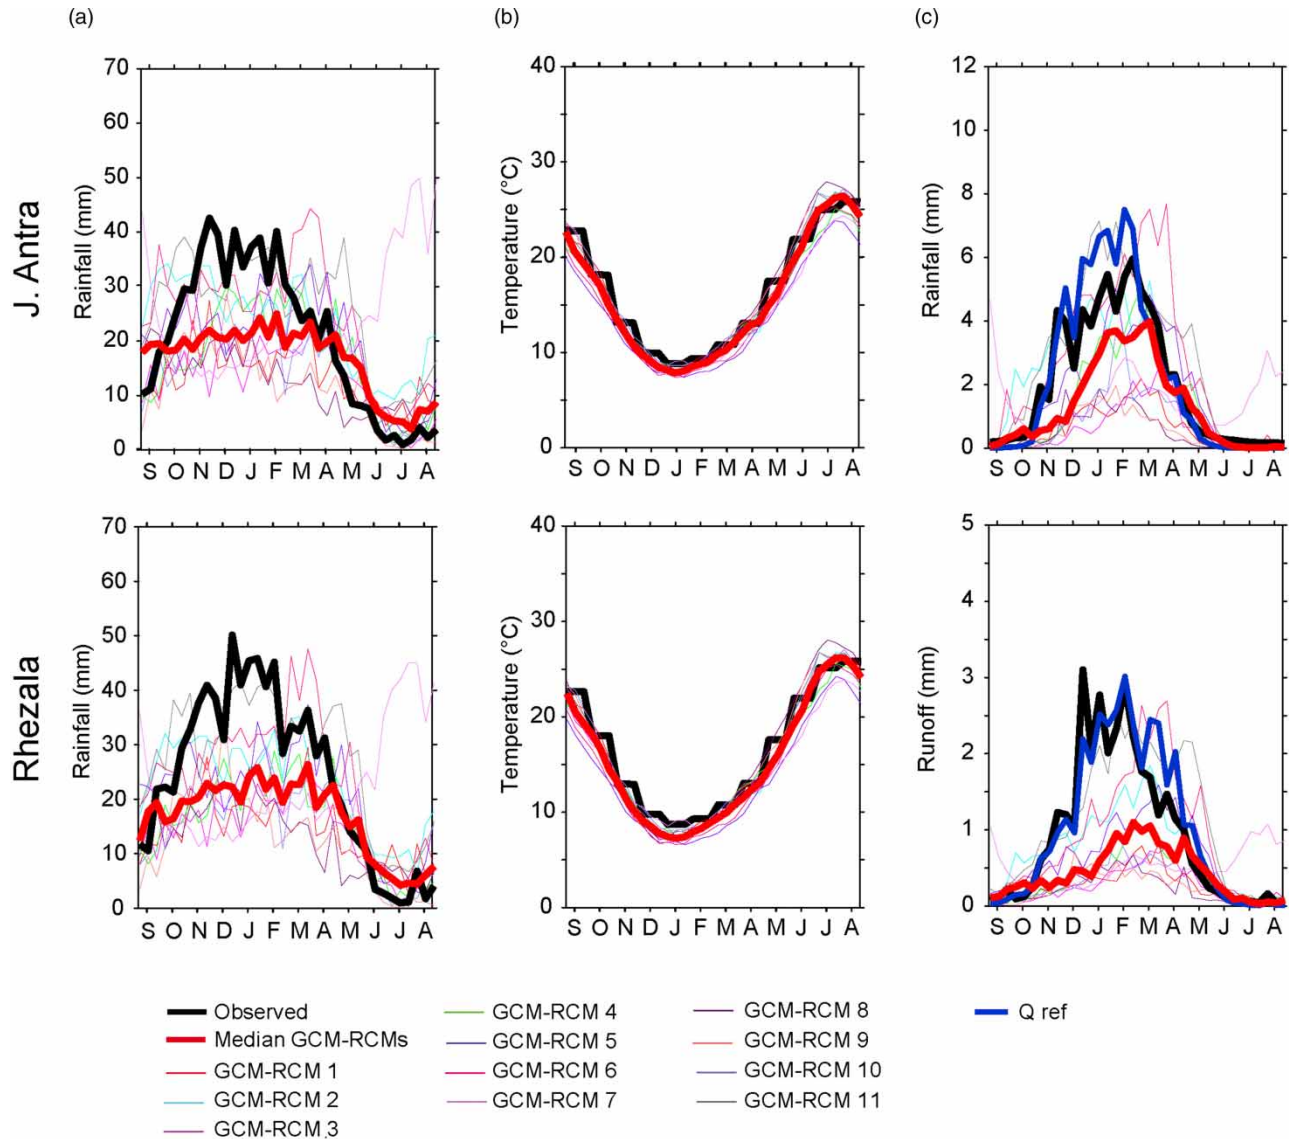 (a) (b) (c)
J. Antra
Rainfall (mm)
70
60
50
40
30
20
10
0
S O N D J F M A M J J A
Temperature (°C)
40
30
20
10
0
S O N D J F M A M J J A
Rainfall (mm)
12
10
8
6
4
2
0
S O N D J F M A M J J A
Rhezala
Rainfall (mm)
70
60
50
40
30
20
10
0
S O N D J F M A M J J A
Temperature (°C)
40
30
20
10
0
S O N D J F M A M J J A
Runoff (mm)
5
4
3
2
1
0
S O N D J F M A M J J A
Observed
Median GCM-RCMs
GCM-RCM 1
GCM-RCM 2
GCM-RCM 3
GCM-RCM 4
GCM-RCM 5
GCM-RCM 6
GCM-RCM 7
GCM-RCM 8
GCM-RCM 9
GCM-RCM 10
GCM-RCM 11
Q ref